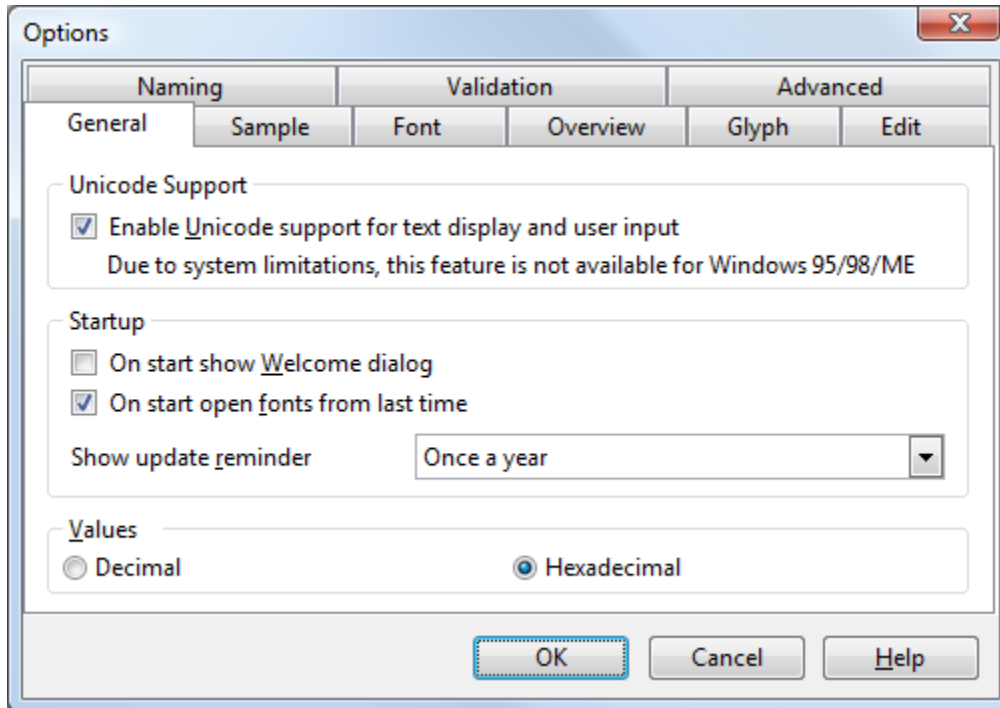 Options
Naming Validation Advanced
General Sample Font Overview Glyph Edit
Unicode Support
Enable Unicode support for text display and user input
Due to system limitations, this feature is not available for Windows 95/98/ME
Startup
On start show Welcome dialog
On start open fonts from last time
Show update reminder Once a year
Values
Decimal Hexadecimal
OK Cancel Help